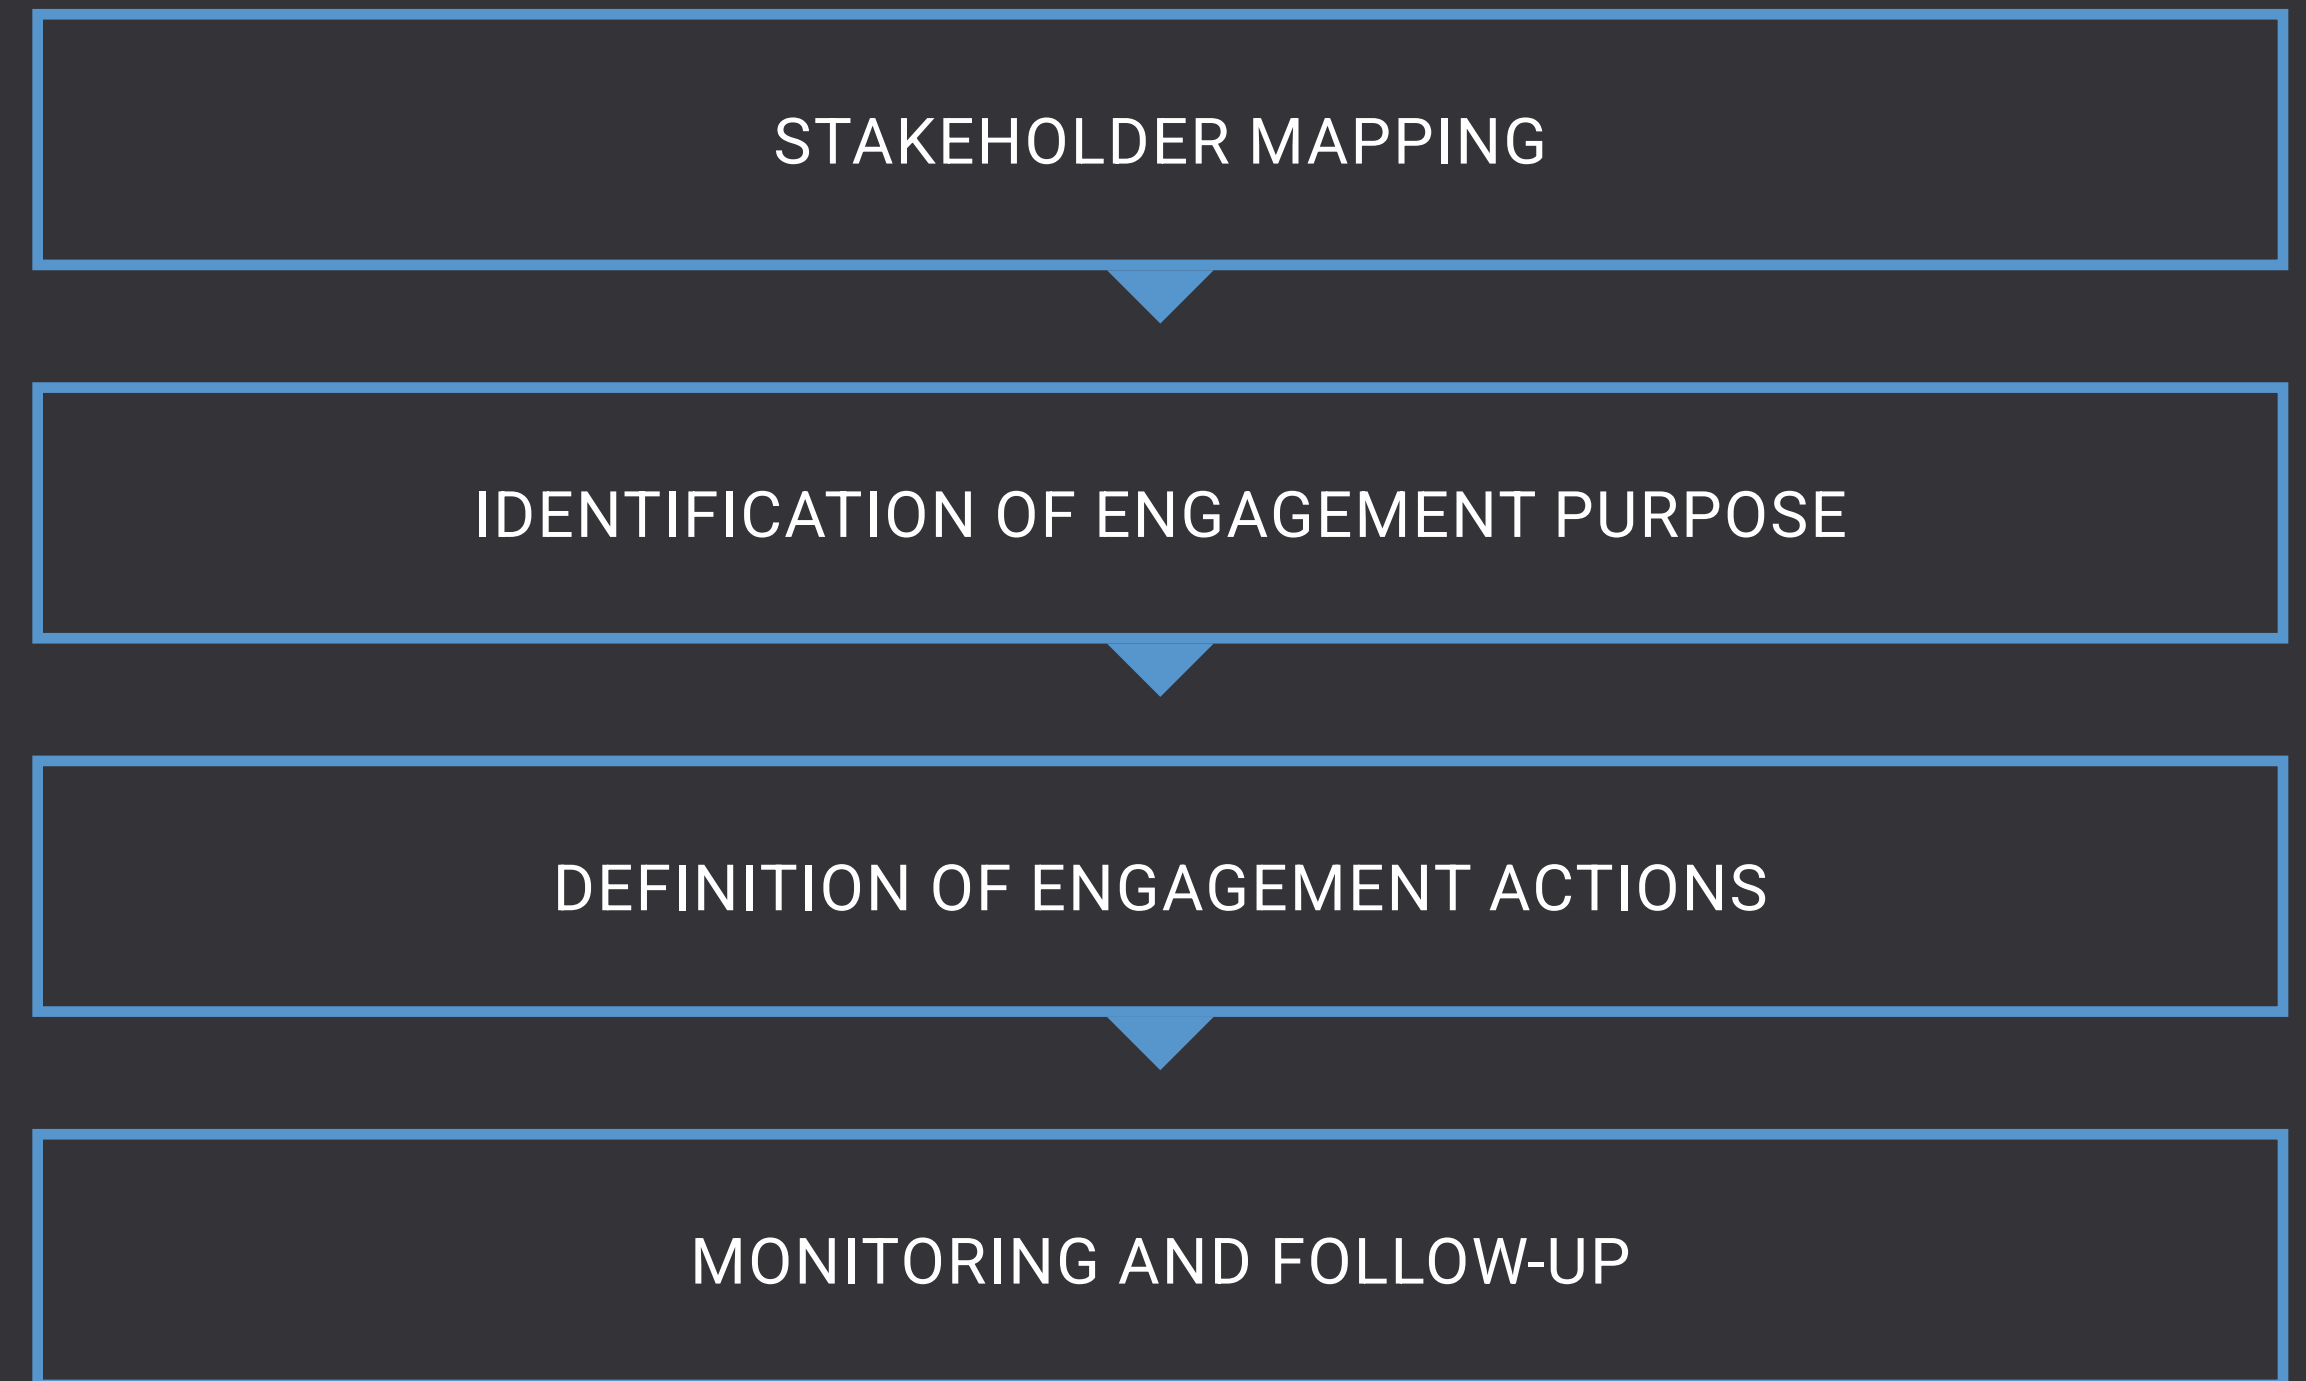 STAKEHOLDER MAPPING
IDENTIFICATION OF ENGAGEMENT PURPOSE
DEFINITION OF ENGAGEMENT ACTIONS
MONITORING AND FOLLOW-UP